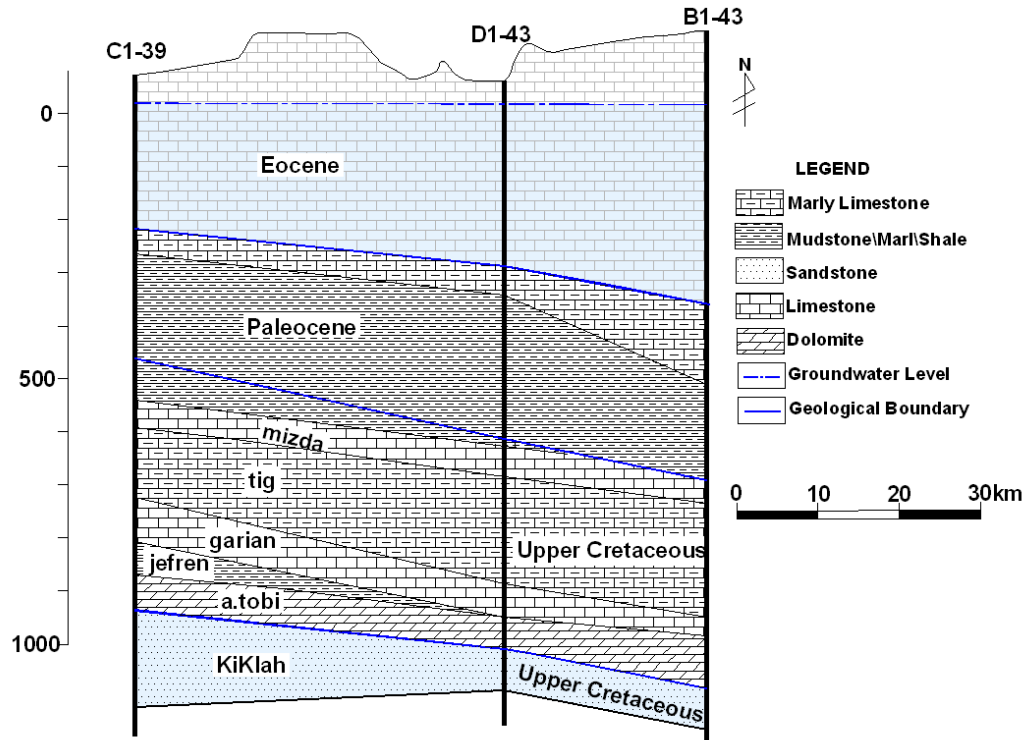 B1-43
D1-43
C1-39
N
0
Eocene
LEGEND
Marly Limestone
Mudstone\Marl\Shale
Sandstone
Limestone
Dolomite
Groundwater Level
Geological Boundary
Paleocene
500
mizda
tig
0 10 20 30km
garian
Upper Cretaceous
jefren
a.tobi
1000
KiKlah
Upper Cretaceous